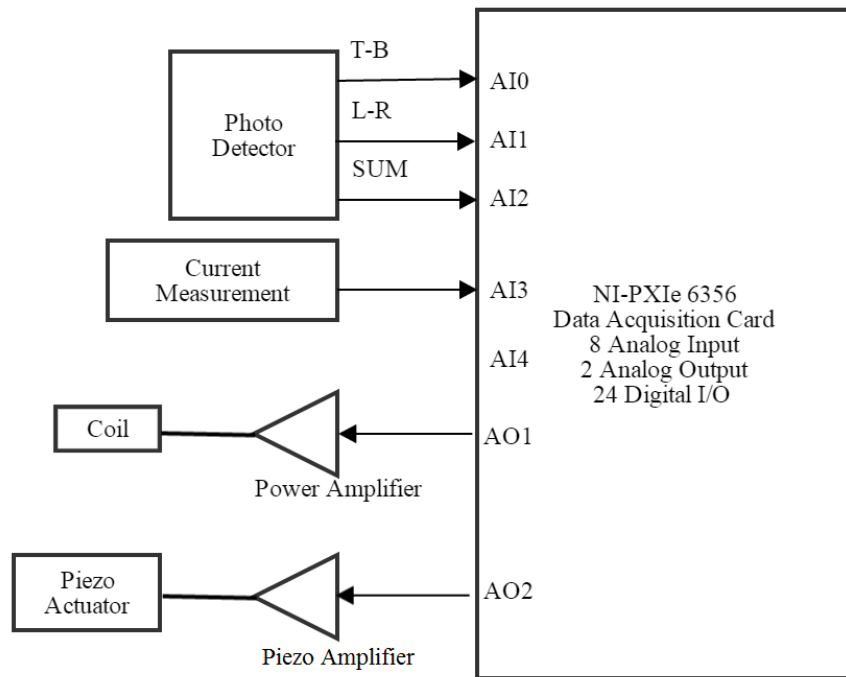 T-B
AI0
L-R
Photo
Detector
AI1
SUM
AI2
Current
Measurement
AI3
NI-PXIe 6356
Data Acquisition Card
8 Analog Input
2 Analog Output
24 Digital I/O
AI4
Coil
AO1
Power Amplifier
Piezo
Actuator
AO2
Piezo Amplifier